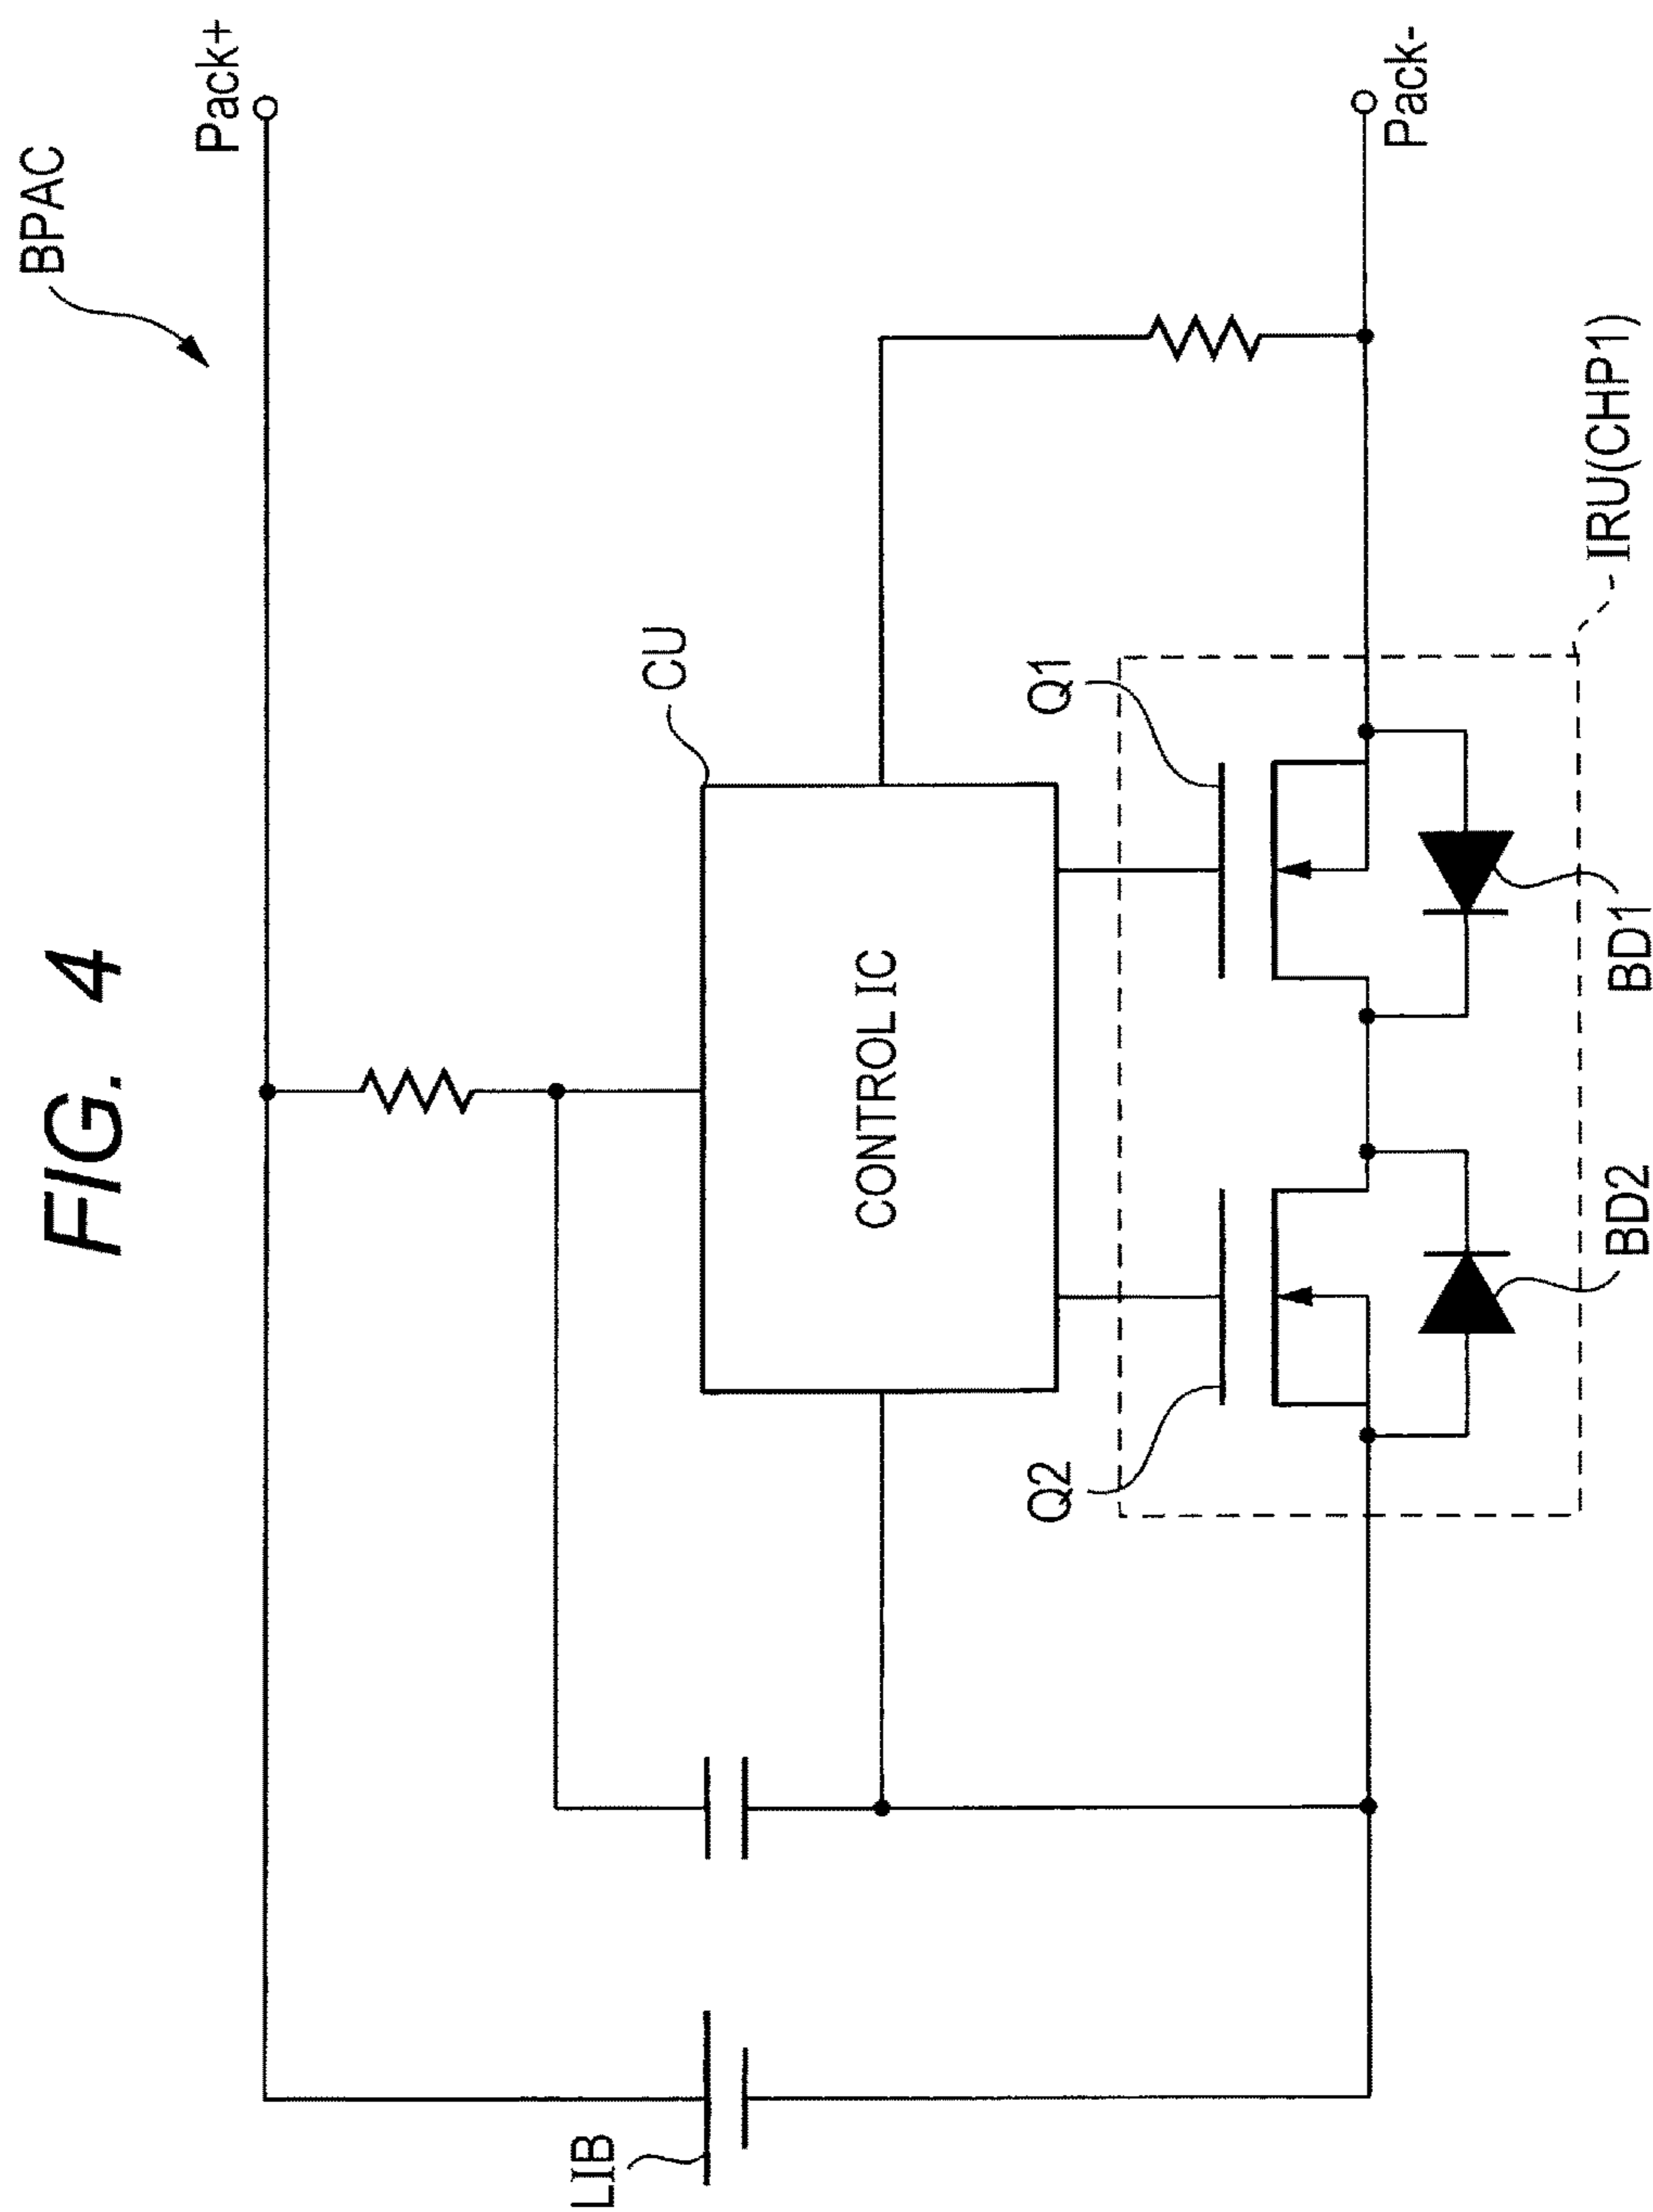 FIG. 4
BPAC
Pack+
CU
CONTROL IC
LIB
Q2
Q1
Pack-
BD2
BD1
IRU(CHP1)